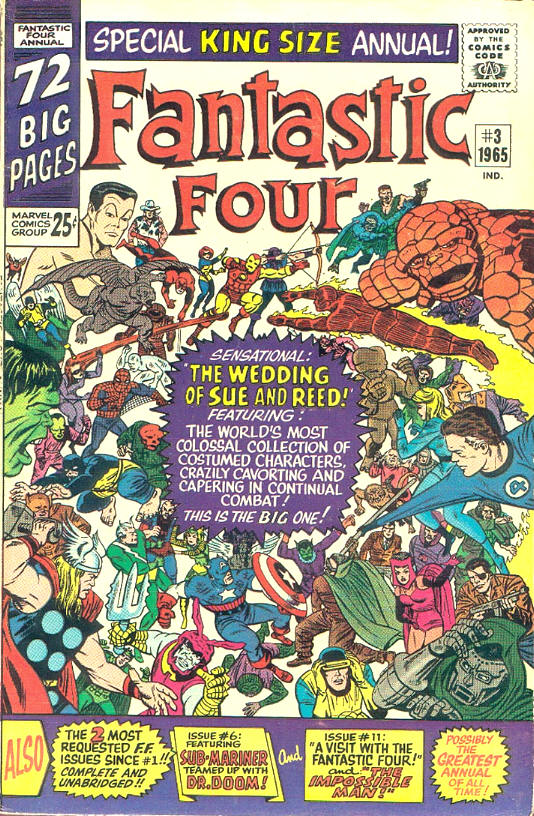 FANTASTIC
FOUR
ANNUAL
SPECIAL KING SIZE ANNUAL!
APPROVED
BY THE
COMICS
CODE
CA
AUTHORITY
72
BIG
PAGES
Fantastic
Four
#3
1965
IND.
MARVEL
COMICS
GROUP
25¢
SENSATIONAL:
"THE WEDDING
OF SUE AND REED!"
FEATURING:
THE WORLD'S MOST
COLOSSAL COLLECTION OF
COSTUMED CHARACTERS,
CRAZILY CAVORTING AND
CAPERING IN CONTINUAL
COMBAT!
THIS IS THE BIG ONE!
ALSO
THE 2 MOST
REQUESTED F.F.
ISSUES SINCE #1!!
COMPLETE AND
UNABRIDGED!!
ISSUE #6:
FEATURING
SUB-MARINER
TEAMED UP WITH
DR. DOOM!
And
ISSUE #11:
"A VISIT WITH THE
FANTASTIC FOUR!"
and "THE
IMPOSSIBLE
MAN!"
POSSIBLY
THE
GREATEST
ANNUAL
OF ALL
TIME!